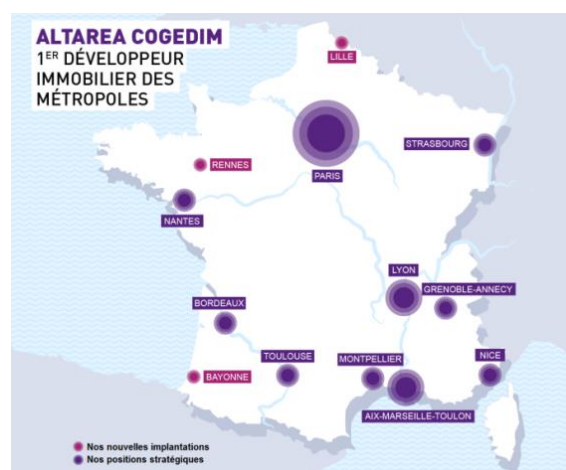 ALTAREA COGEDIM
1ER DÉVELOPPEUR
IMMOBILIER DES
MÉTROPOLES
LILLE
STRASBOURG
RENNES
PARIS
NANTES
LYON
GRENOBLE-ANNECY
BORDEAUX
TOULOUSE
MONTPELLIER
NICE
BAYONNE
AIX-MARSEILLE-TOULON
Nos nouvelles implantations
Nos positions stratégiques